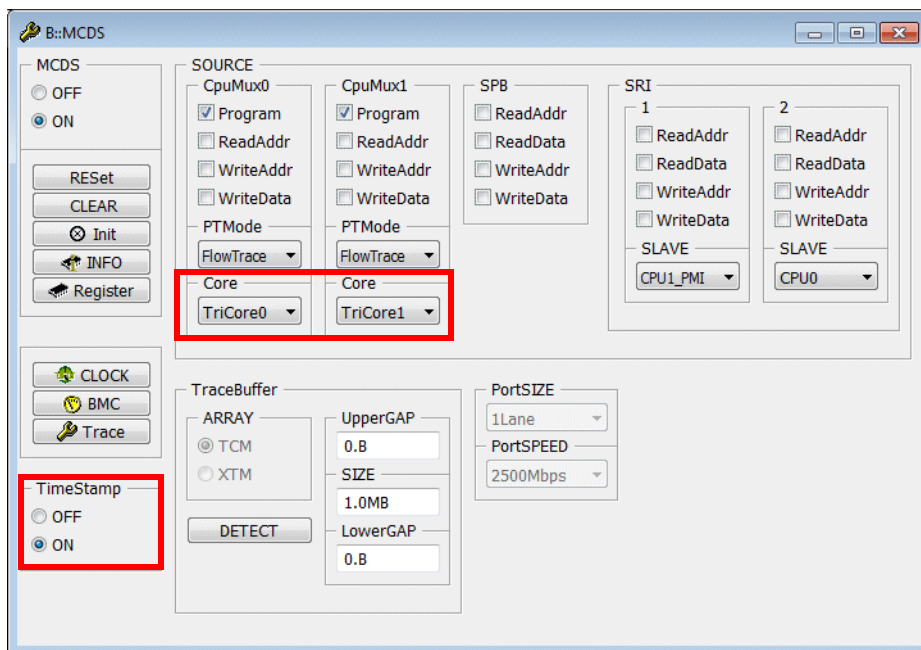 B::MCDS
MCDS
OFF
ON
RESet
CLEAR
Init
INFO
Register
CLOCK
BMC
Trace
TimeStamp
OFF
ON
SOURCE
CpuMux0
Program
ReadAddr
WriteAddr
WriteData
PTMode
FlowTrace
Core
TriCore0
CpuMux1
Program
ReadAddr
WriteAddr
WriteData
PTMode
FlowTrace
Core
TriCore1
SPB
ReadAddr
ReadData
WriteAddr
WriteData
SRI
1
ReadAddr
ReadData
WriteAddr
WriteData
SLAVE
CPU1_PMI
2
ReadAddr
ReadData
WriteAddr
WriteData
SLAVE
CPU0
TraceBuffer
ARRAY
TCM
XTM
DETECT
UpperGAP
0.B
SIZE
1.0MB
LowerGAP
0.B
PortSIZE
1Lane
PortSPEED
2500Mbps